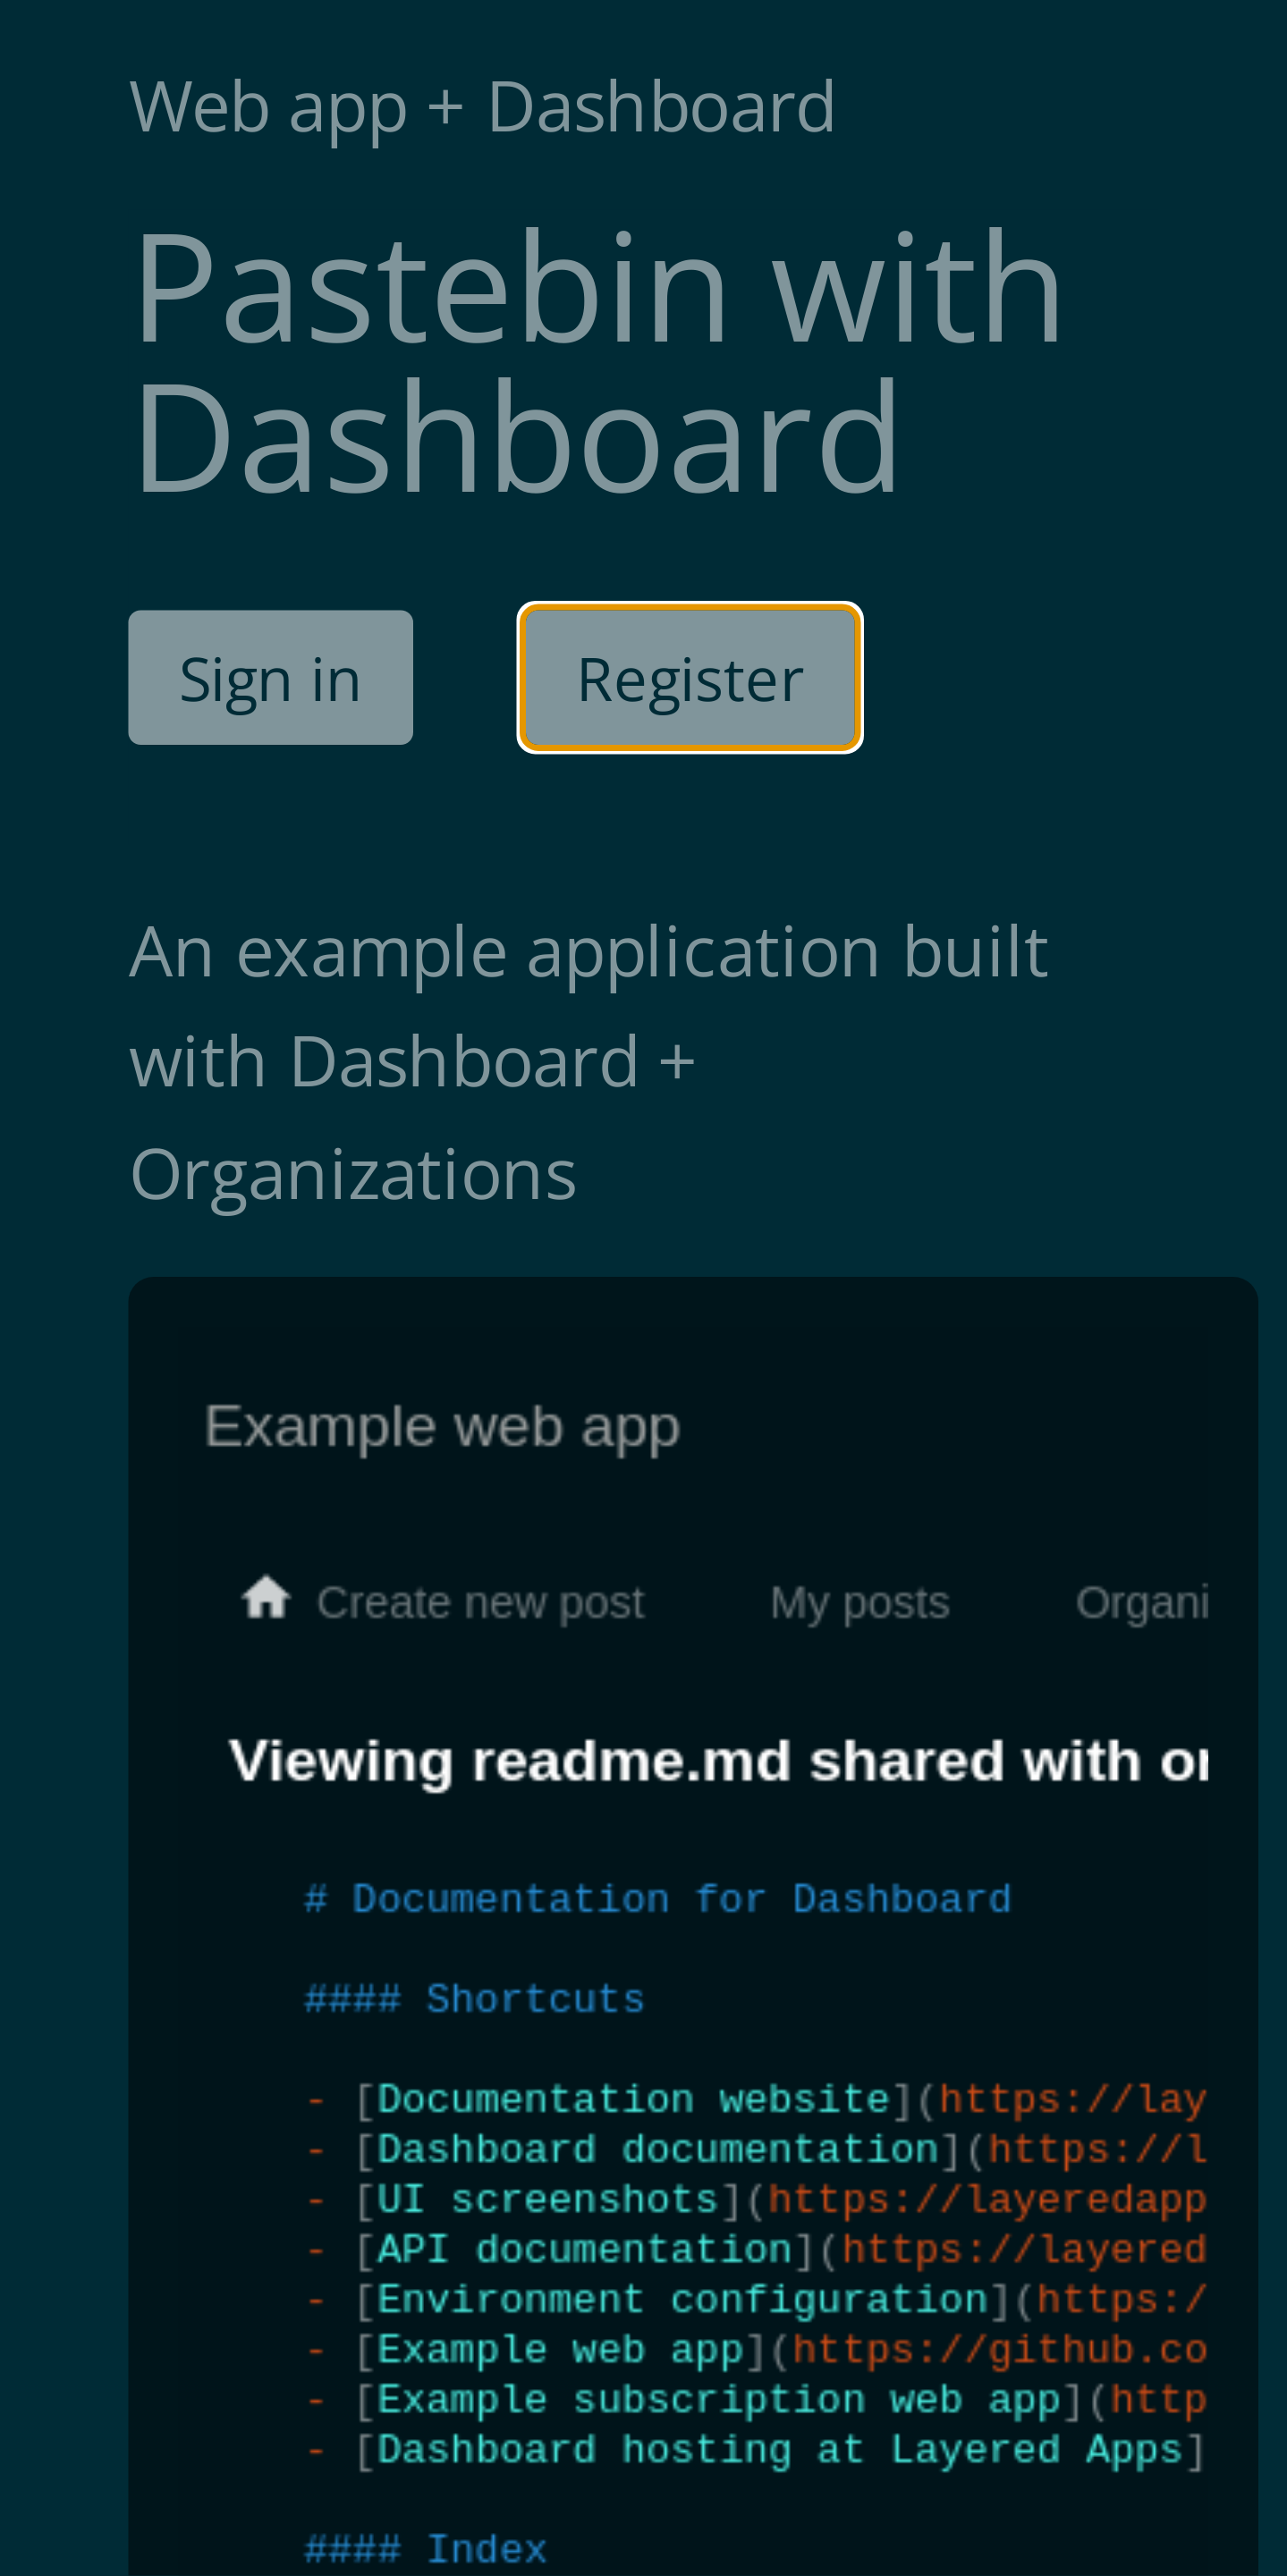 Web app + Dashboard
Pastebin with
Dashboard
Sign in Register
An example application built
with Dashboard +
Organizations
Example web app
Create new post My posts Organi
Viewing readme.md shared with or
# Documentation for Dashboard
#### Shortcuts
- [Documentation website](https://lay
- [Dashboard documentation](https://l
- [UI screenshots](https://layeredapp
- [API documentation](https://layered
- [Environment configuration](https:/
- [Example web app](https://github.co
- [Example subscription web app](http
- [Dashboard hosting at Layered Apps]
#### Index